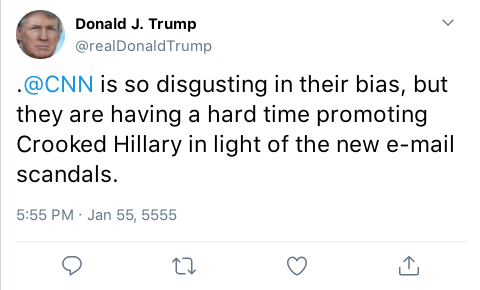 Donald J. Trump
@realDonaldTrump
.@CNN is so disgusting in their bias, but
they are having a hard time promoting
Crooked Hillary in light of the new e-mail
scandals.
5:55 PM · Jan 55, 5555